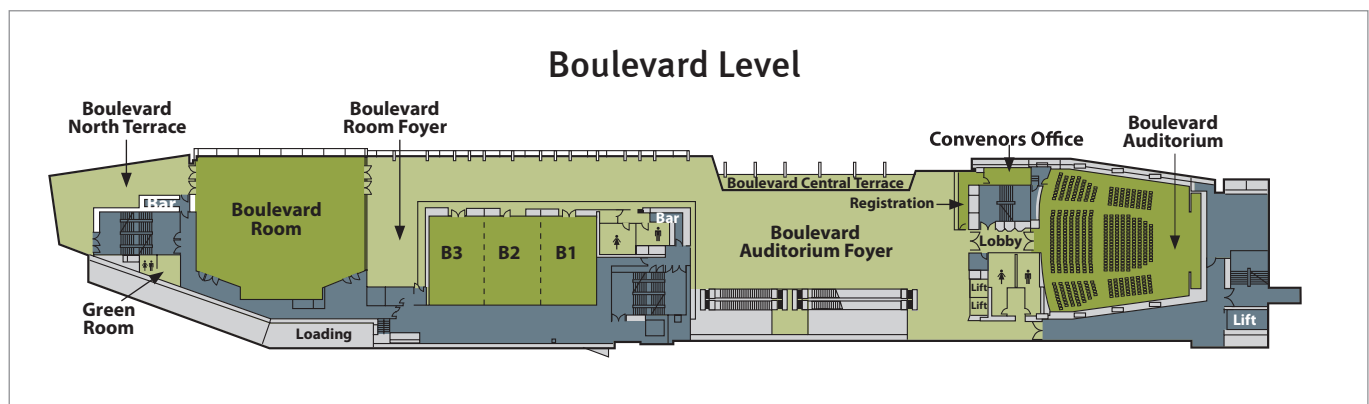 Boulevard Level
Boulevard
North Terrace
Boulevard
Room Foyer
Convenors Office
Boulevard
Auditorium
Boulevard Central Terrace
Registration
Bar
Boulevard
Room
Bar
B3
B2
B1
Boulevard
Auditorium Foyer
Lobby
Lift
Lift
Green
Room
Loading
Lift